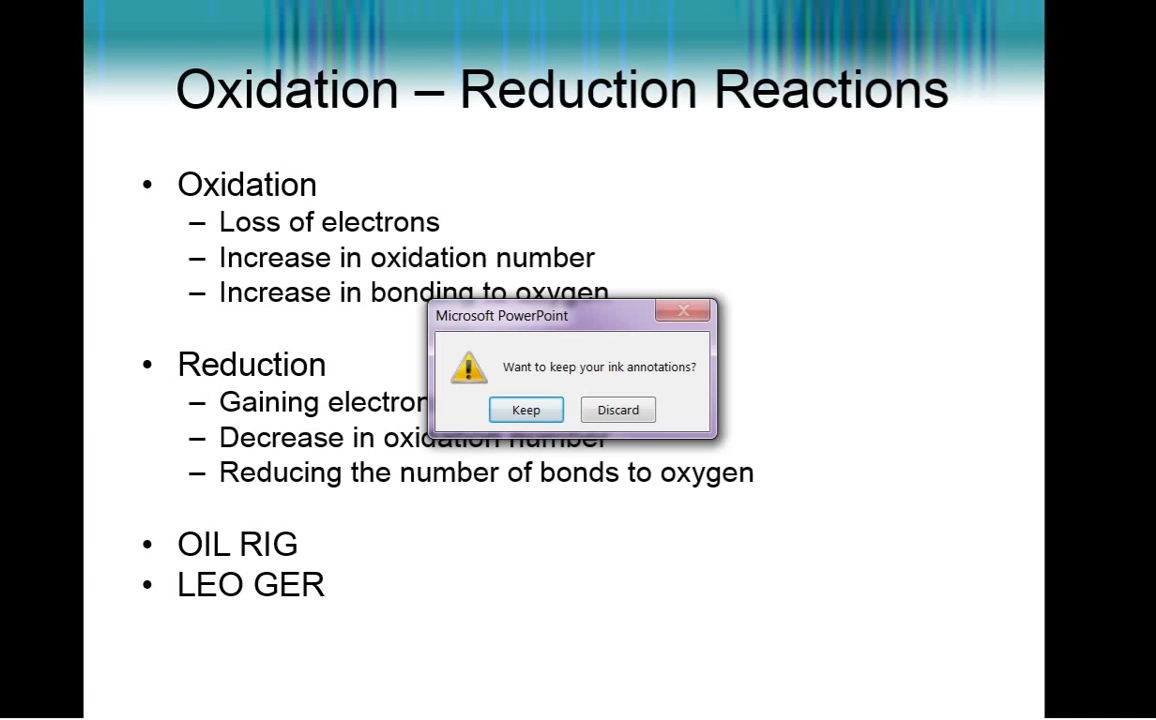 Oxidation – Reduction Reactions
• Oxidation
– Loss of electrons
– Increase in oxidation number
– Increase in bonding to oxygen
Microsoft PowerPoint
Want to keep your ink annotations?
Keep Discard
• Reduction
– Gaining electron
– Decrease in oxidation number
– Reducing the number of bonds to oxygen
• OIL RIG
• LEO GER